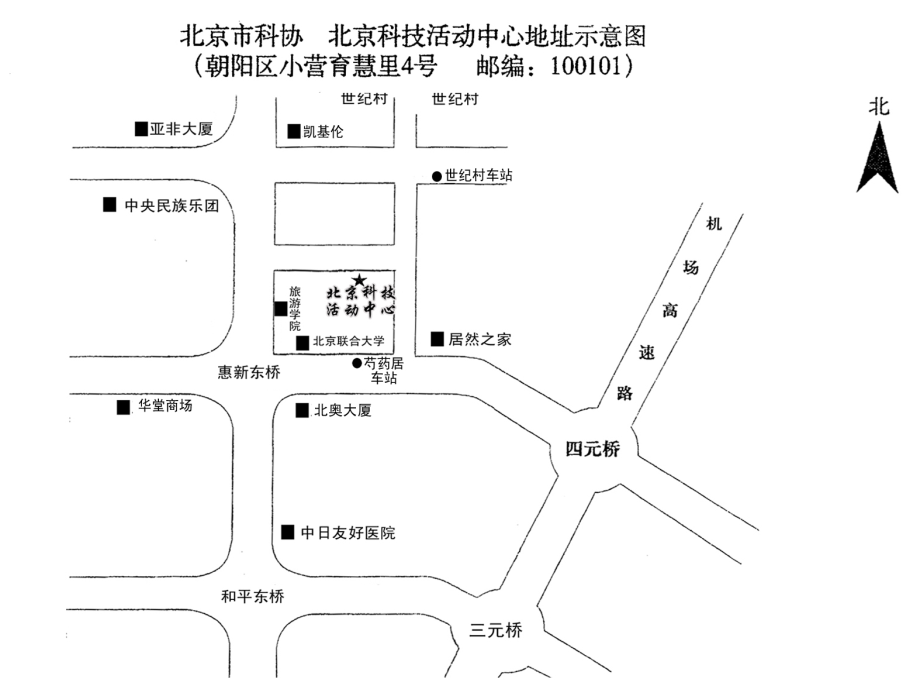 北京市科协　北京科技活动中心地址示意图
（朝阳区小营育慧里4号　邮编：100101）
世纪村
世纪村
北
亚非大厦
凯基伦
世纪村车站
中央民族乐团
机场高速路
旅游学院
北京科技
活动中心
北京联合大学
居然之家
芍药居
车站
惠新东桥
华堂商场
北奥大厦
四元桥
中日友好医院
和平东桥
三元桥